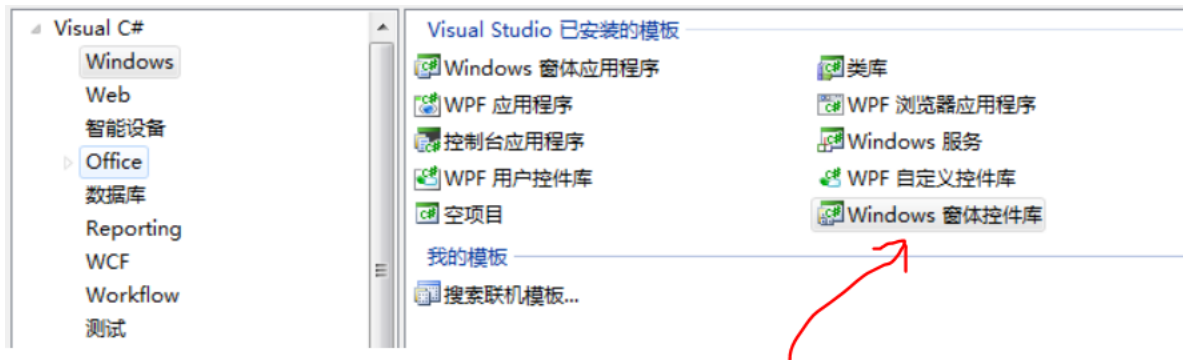 Visual C#
Windows
Web
智能设备
Office
数据库
Reporting
WCF
Workflow
测试
Visual Studio 已安装的模板
Windows 窗体应用程序
类库
WPF 应用程序
WPF 浏览器应用程序
控制台应用程序
Windows 服务
WPF 用户控件库
WPF 自定义控件库
空项目
Windows 窗体控件库
我的模板
搜索联机模板...